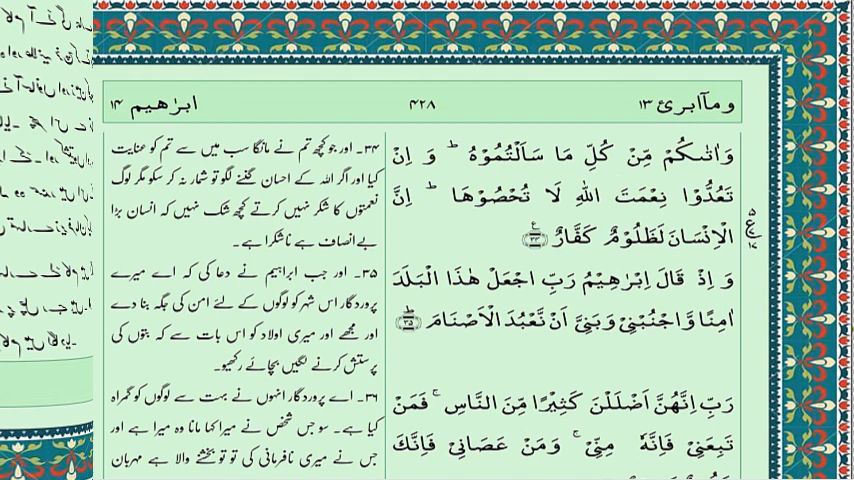 ومآابرئ ١٣
۴۲۸
ابرٰهیم ١۴
وَاٰتٰىكُمْ مِّنْ كُلِّ مَا سَاَلْتُمُوْهُ ؕ وَ اِنْ
تَعُدُّوْا نِعْمَتَ اللّٰهِ لَا تُحْصُوْهَا ؕ اِنَّ
الْاِنْسَانَ لَظَلُوْمٌ كَفَّارٌ
وَ اِذْ قَالَ اِبْرٰهِيْمُ رَبِّ اجْعَلْ هٰذَا الْبَلَدَ
اٰمِنًا وَّاجْنُبْنِيْ وَبَنِيَّ اَنْ نَّعْبُدَ الْاَصْنَامَ
رَبِّ اِنَّهُنَّ اَضْلَلْنَ كَثِيْرًا مِّنَ النَّاسِ ۚ فَمَنْ
تَبِعَنِيْ فَاِنَّهٗ مِنِّيْ ۚ وَمَنْ عَصَانِيْ فَاِنَّكَ
۳۴۔ اور جو کچھ تم نے مانگا سب میں سے تم کو عنایت
کیا اور اگر اللہ کے احسان گننے لگو تو شمار نہ کر سکو مگر لوگ
نعمتوں کا شکر نہیں کرتے کچھ شک نہیں کہ انسان بڑا
بے انصاف ہے ناشکرا ہے۔
۳۵۔ اور جب ابراہیم نے دعا کی کہ اے میرے
پروردگار اس شہر کو لوگوں کے لئے امن کی جگہ بنا دے
اور مجھے اور میری اولاد کو اس بات سے کہ بتوں کی
پرستش کرنے لگیں بچائے رکھیو۔
۳۶۔ اے پروردگار انہوں نے بہت سے لوگوں کو گمراہ
کیا ہے۔ سو جس شخص نے میرا کہا مانا وہ میرا ہے اور
جس نے میری نافرمانی کی تو تو بخشنے والا ہے مہربان